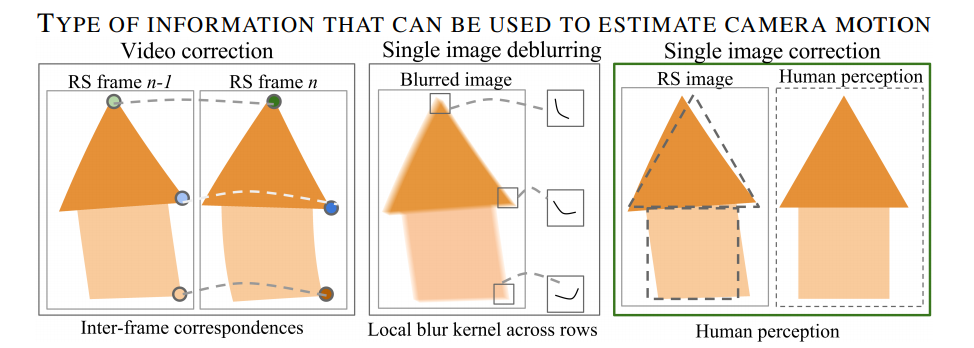 TYPE OF INFORMATION THAT CAN BE USED TO ESTIMATE CAMERA MOTION
Video correction
RS frame n-1
RS frame n
Inter-frame correspondences
Single image deblurring
Blurred image
Local blur kernel across rows
Single image correction
RS image
Human perception
Human perception